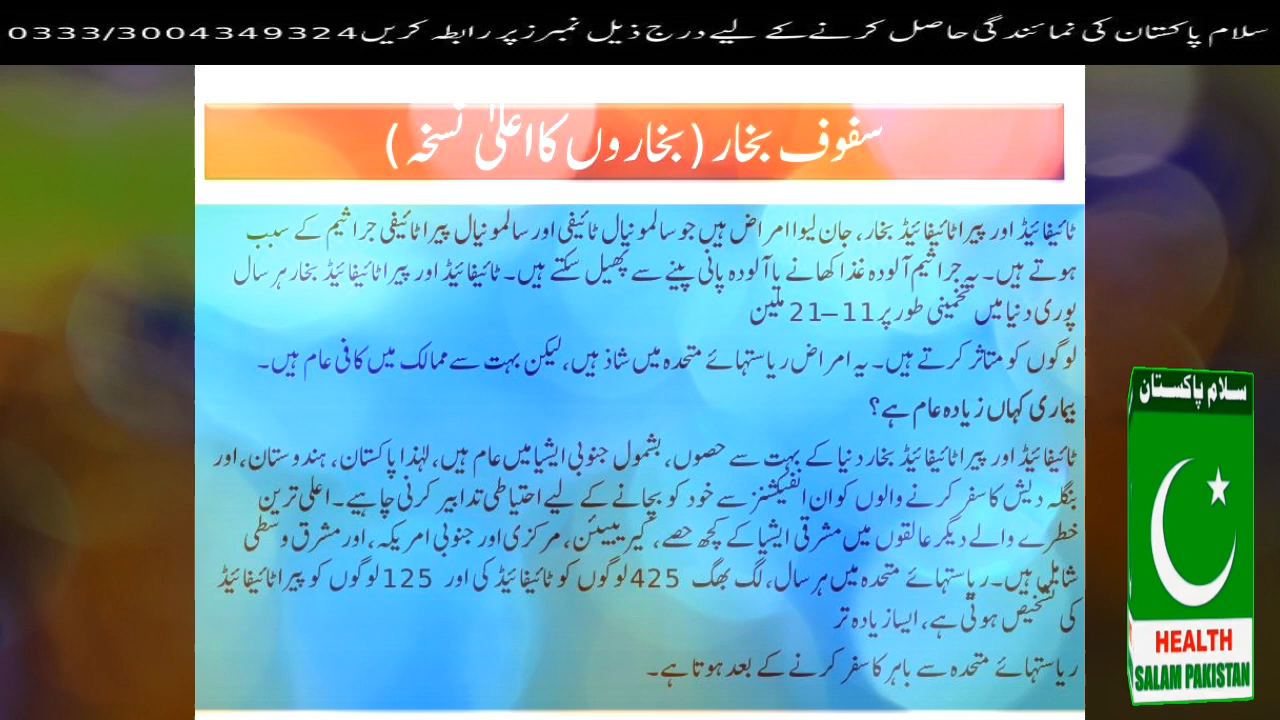 سلام پاکستان کی نمائندگی حاصل کرنے کے لیے درج ذیل نمبرز پر رابطہ کریں 0333/3004349324
سفوف بخار (بخاروں کا اعلیٰ نسخہ)
ٹائیفائیڈ اور پیراٹائیفائیڈ بخار، جان لیوا امراض ہیں جو سالمونیال ٹائیفی اور سالمونیال پیراٹائیفی جراثیم کے سبب
ہوتے ہیں۔ یہ جراثیم آلودہ غذا کھانے یا آلودہ پانی پینے سے پھیل سکتے ہیں۔ ٹائیفائیڈ اور پیراٹائیفائیڈ بخار ہر سال
پوری دنیا میں تخمینی طور پر 11–21 ملین
لوگوں کو متاثر کرتے ہیں۔ یہ امراض ریاستہائے متحدہ میں شاذ ہیں، لیکن بہت سے ممالک میں کافی عام ہیں۔
بیماری کہاں زیادہ عام ہے؟
ٹائیفائیڈ اور پیراٹائیفائیڈ بخار دنیا کے بہت سے حصوں، بشمول جنوبی ایشیا میں عام ہیں، لہٰذا پاکستان، ہندوستان، اور
بنگلہ دیش کا سفر کرنے والوں کو ان انفیکشنز سے خود کو بچانے کے لیے احتیاطی تدابیر کرنی چاہیے۔ اعلی ترین
خطرے والے دیگر عالقوں میں مشرقی ایشیا کے کچھ حصے، کیریبیئن، مرکزی اور جنوبی امریکہ، اور مشرق وسطی
شامل ہیں۔ ریاستہائے متحدہ میں ہر سال، لگ بھگ 425 لوگوں کو ٹائیفائیڈ کی اور 125 لوگوں کو پیراٹائیفائیڈ
کی تشخیص ہوتی ہے، ایسا زیادہ تر
ریاستہائے متحدہ سے باہر کا سفر کرنے کے بعد ہوتا ہے۔
سلام پاکستان
HEALTH
SALAM PAKISTAN